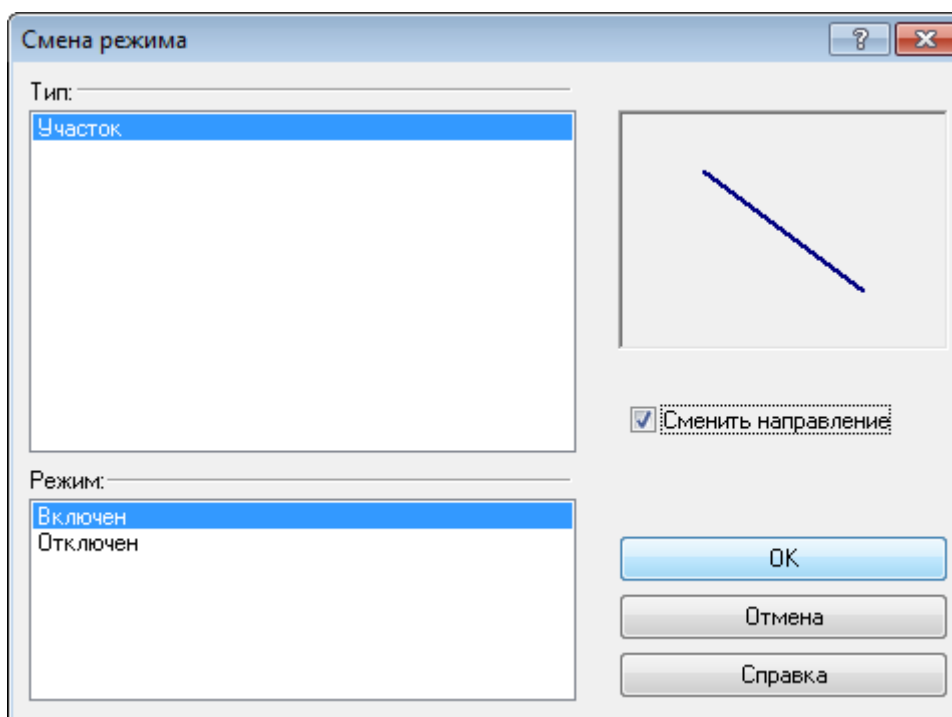 Смена режима
Тип:
Участок
Сменить направление
Режим:
Включен
Отключен
OK
Отмена
Справка